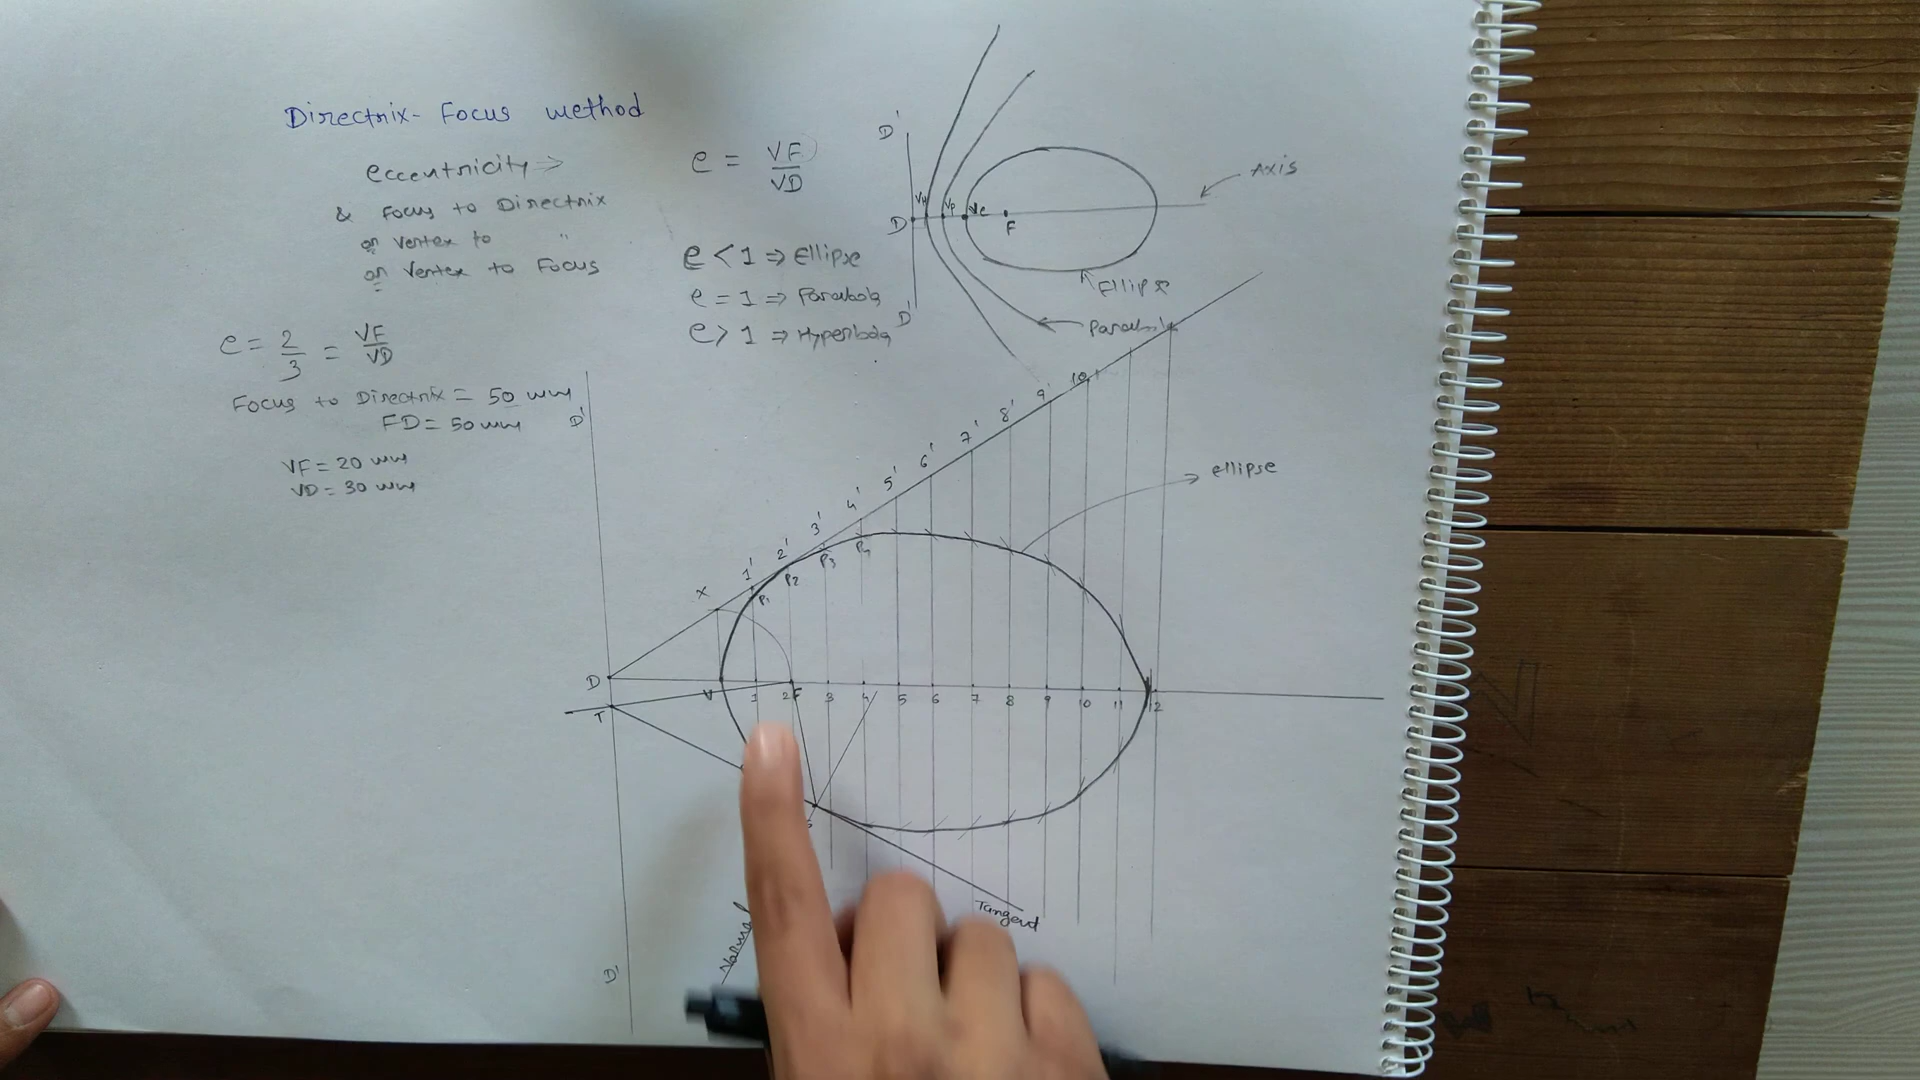 Directrix- Focus method
eccentricity ⇒
& Focus to Directrix
or Vertex to "
or Vertex to Focus
e = VF/VD
e < 1 ⇒ Ellipse
e = 1 ⇒ Parabola
e > 1 ⇒ Hyperbola
D'
D
VH
VP
Ve
F
D'
Axis
Ellipse
Parabola
e = 2/3 = VF/VD
Focus to Directrix = 50 mm
FD = 50 mm
VF = 20 mm
VD = 30 mm
D'
X 1' 2' 3' 4' 5' 6' 7' 8' 9' 10'
ellipse
P1 P2 P3 P4
D V 1 2 F 3 4 5 6 7 8 9 10 11 12
T
Tangent
Normal
D'